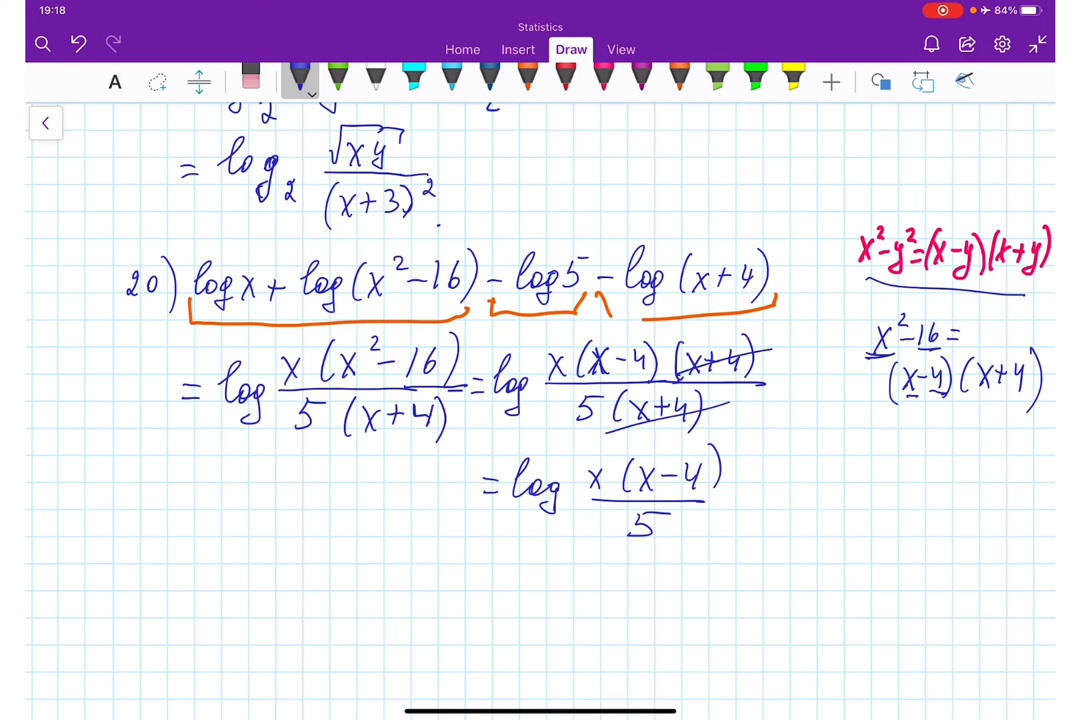 19:18
84%
Statistics
Home Insert Draw View
A
= log₂ √(xy) / (x+3)²
.
20) log x + log (x² − 16) − log 5 − log (x+4)
x² − y² = (x−y)(x+y)
x² − 16 =
(x−4)(x+4)
= log x (x² − 16) / 5 (x+4) = log x (x−4) (x+4) / 5 (x+4)
= log x (x−4) / 5